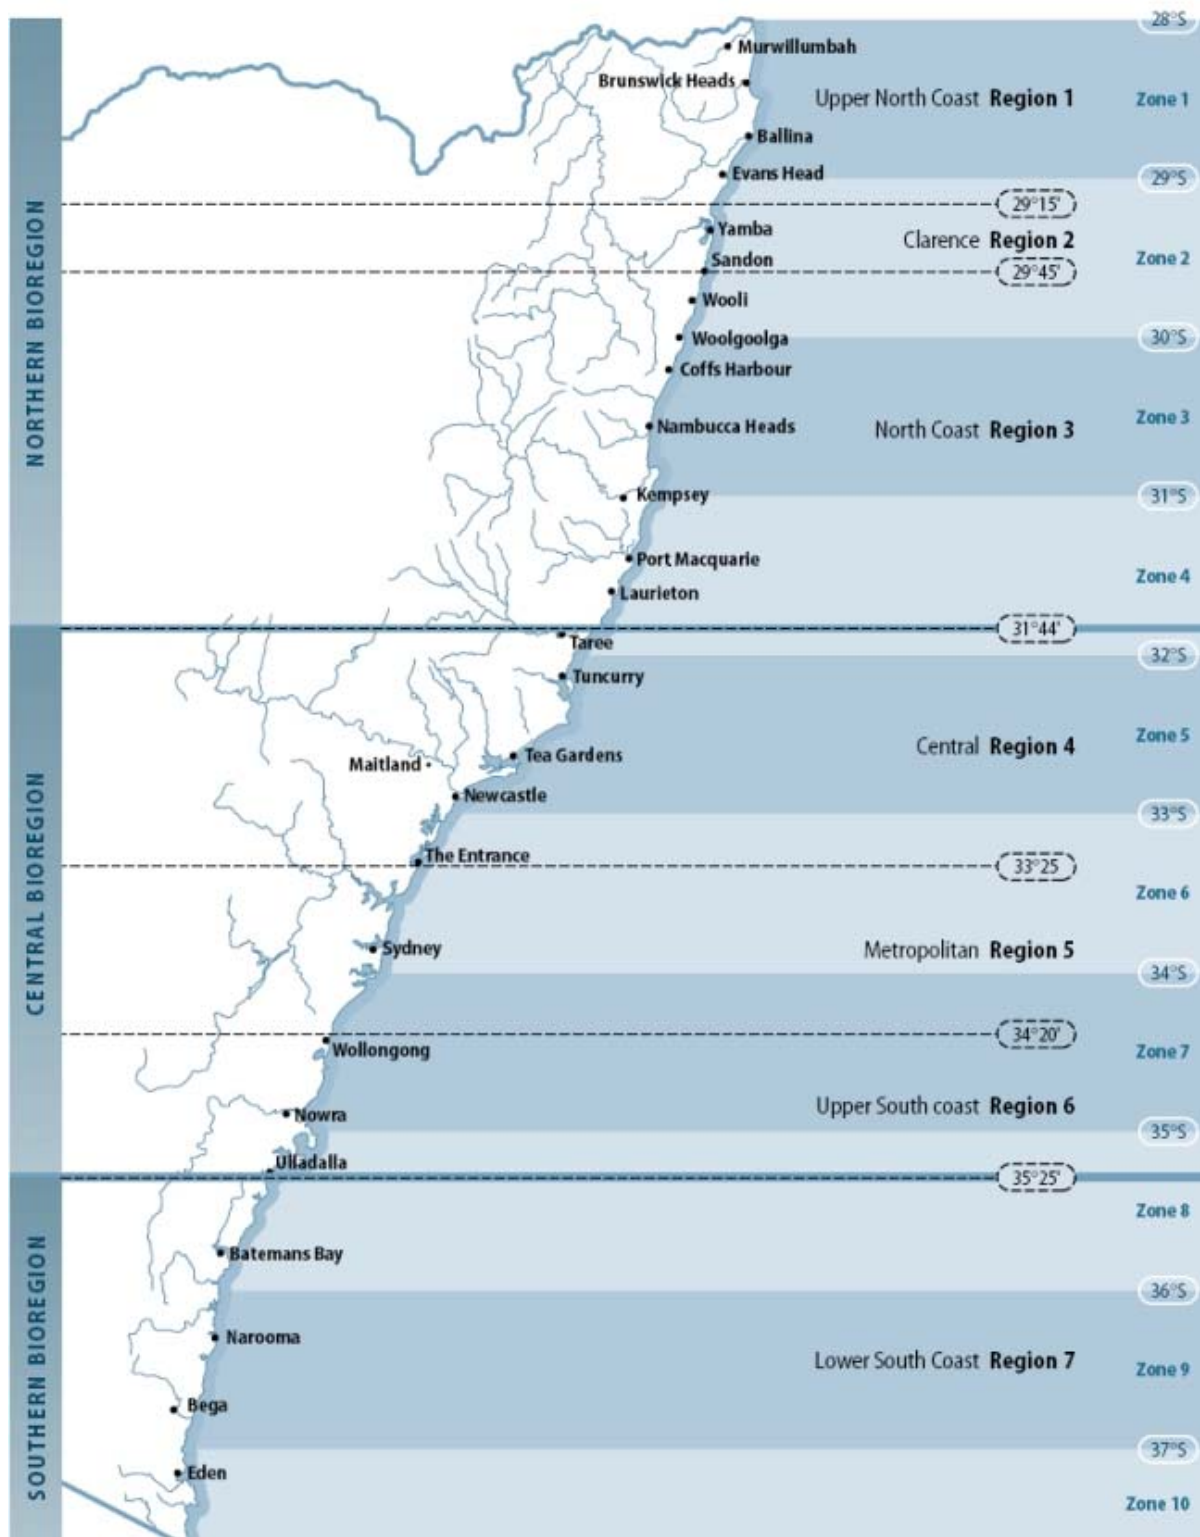 28°S
Murwillumbah
Brunswick Heads
Upper North Coast Region 1
Zone 1
Ballina
Evans Head
29°S
29°15'
Yamba
Clarence Region 2
Zone 2
Sandon
29°45'
Wooli
Woolgoolga
30°S
Coffs Harbour
Nambucca Heads
North Coast Region 3
Zone 3
Kempsey
31°S
Port Macquarie
Zone 4
Laurieton
NORTHERN BIOREGION
31°44'
Taree
32°S
Tuncurry
Central Region 4
Zone 5
Tea Gardens
Maitland
Newcastle
33°S
The Entrance
33°25
Zone 6
Sydney
Metropolitan Region 5
34°S
34°20'
Wollongong
Zone 7
Nowra
Upper South coast Region 6
35°S
Ulladalla
CENTRAL BIOREGION
35°25'
Zone 8
Batemans Bay
36°S
Narooma
Lower South Coast Region 7
Zone 9
Bega
37°S
Eden
Zone 10
SOUTHERN BIOREGION